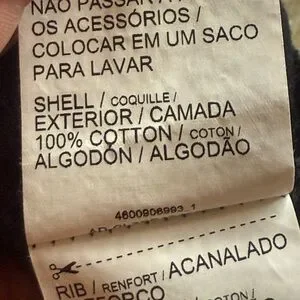 NÃO PASSAR
OS ACESSÓRIOS /
COLOCAR EM UM SACO
PARA LAVAR
SHELL / COQUILLE /
EXTERIOR / CAMADA
100% COTTON / COTON /
ALGODÓN / ALGODÃO
4600906993_1
RIB / RENFORT / ACANALADO
COTON /